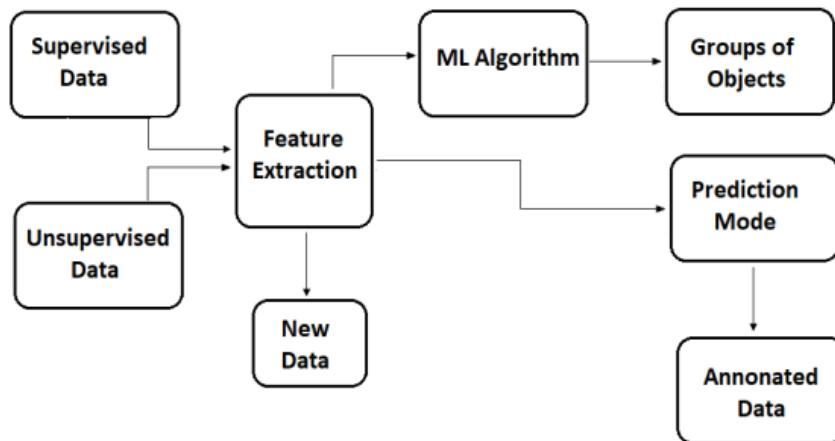 Supervised
Data
ML Algorithm
Groups of
Objects
Feature
Extraction
Unsupervised
Data
Prediction
Mode
New
Data
Annonated
Data